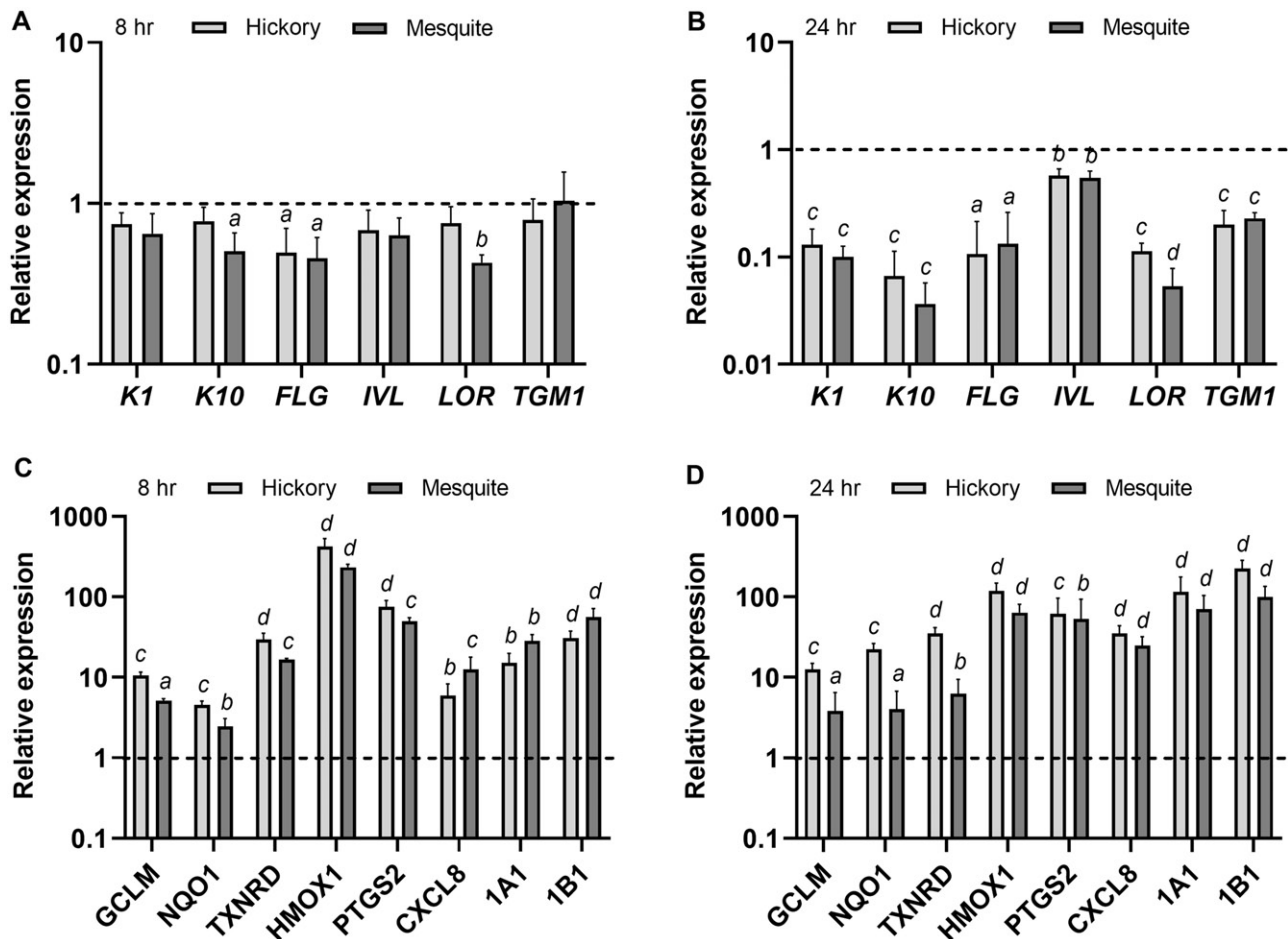 A
8 hr Hickory Mesquite
Relative expression
10
1
0.1
a
a
a
b
K1 K10 FLG IVL LOR TGM1
B
24 hr Hickory Mesquite
Relative expression
10
1
0.1
0.01
c c c c a a b b c d c c
K1 K10 FLG IVL LOR TGM1
C
8 hr Hickory Mesquite
Relative expression
1000
100
10
1
0.1
c a c b d c d d d c b c b b d d
GCLM NQO1 TXNRD HMOX1 PTGS2 CXCL8 1A1 1B1
D
24 hr Hickory Mesquite
Relative expression
1000
100
10
1
0.1
c a c a d b d d c b d d d d d d
GCLM NQO1 TXNRD HMOX1 PTGS2 CXCL8 1A1 1B1